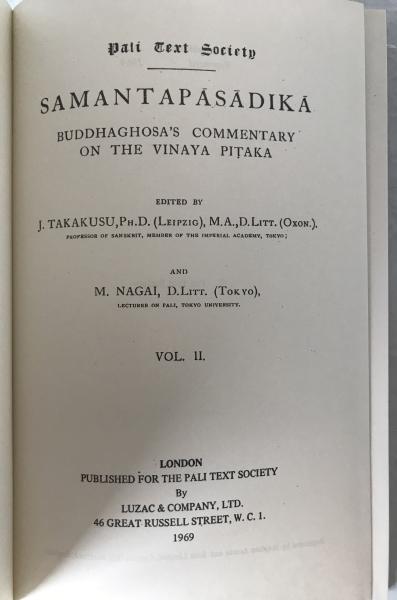 Pali Text Society
SAMANTAPĀSĀDIKĀ
BUDDHAGHOSA'S COMMENTARY
ON THE VINAYA PIṬAKA
EDITED BY
J. TAKAKUSU, PH.D. (LEIPZIG), M.A., D.LITT. (OXON.).
PROFESSOR OF SANSKRIT, MEMBER OF THE IMPERIAL ACADEMY, TOKYO;
AND
M. NAGAI, D.LITT. (TOKYO),
LECTURER ON PALI, TOKYO UNIVERSITY.
VOL. II.
LONDON
PUBLISHED FOR THE PALI TEXT SOCIETY
By
LUZAC & COMPANY, LTD.
46 GREAT RUSSELL STREET, W. C. 1.
1969